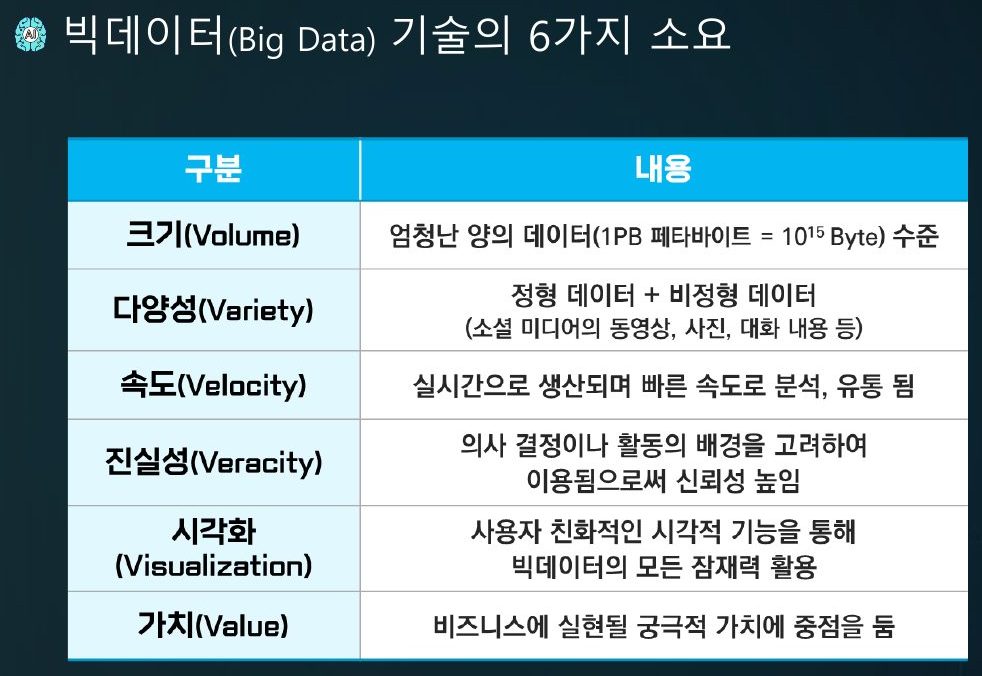 AI
빅데이터(Big Data) 기술의 6가지 소요
구분
내용
크기(Volume)
엄청난 양의 데이터(1PB 페타바이트 = 10¹⁵ Byte) 수준
다양성(Variety)
정형 데이터 + 비정형 데이터
(소셜 미디어의 동영상, 사진, 대화 내용 등)
속도(Velocity)
실시간으로 생산되며 빠른 속도로 분석, 유통 됨
진실성(Veracity)
의사 결정이나 활동의 배경을 고려하여
이용됨으로써 신뢰성 높임
시각화
(Visualization)
사용자 친화적인 시각적 기능을 통해
빅데이터의 모든 잠재력 활용
가치(Value)
비즈니스에 실현될 궁극적 가치에 중점을 둠